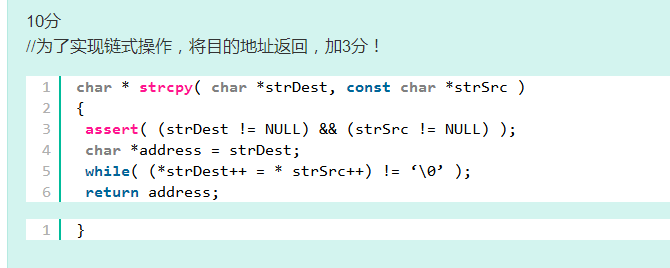 10分
//为了实现链式操作，将目的地址返回，加3分！
1 char * strcpy( char *strDest, const char *strSrc )
2 {
3 assert( (strDest != NULL) && (strSrc != NULL) );
4 char *address = strDest;
5 while( (*strDest++ = * strSrc++) != ‘\0’ );
6 return address;
1 }